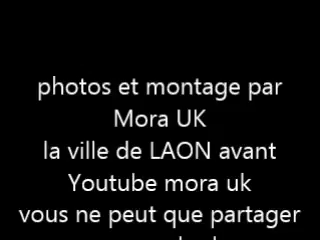 photos et montage par
Mora UK
la ville de LAON avant
Youtube mora uk
vous ne peut que partager